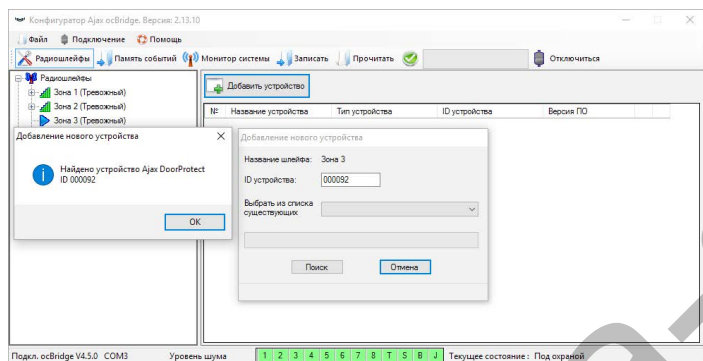 Конфигуратор Ajax ocBridge. Версия: 2.13.10
Файл Подключение Помощь
Радиошлейфы Память событий Монитор системы Записать Прочитать Отключиться
Радиошлейфы
Зона 1 (Тревожный)
Зона 2 (Тревожный)
Зона 3 (Тревожный)
Добавить устройство
№ Название устройства Тип устройства ID устройства Версия ПО
Добавление нового устройства
Найдено устройство Ajax DoorProtect
ID 000092
OK
Добавление нового устройства
Название шлейфа: Зона 3
ID устройства: 000092
Выбрать из списка
существующих
Поиск Отмена
Подкл. ocBridge V4.5.0 COM3 Уровень шума 1 2 3 4 5 6 7 8 T S B J Текущее состояние : Под охраной